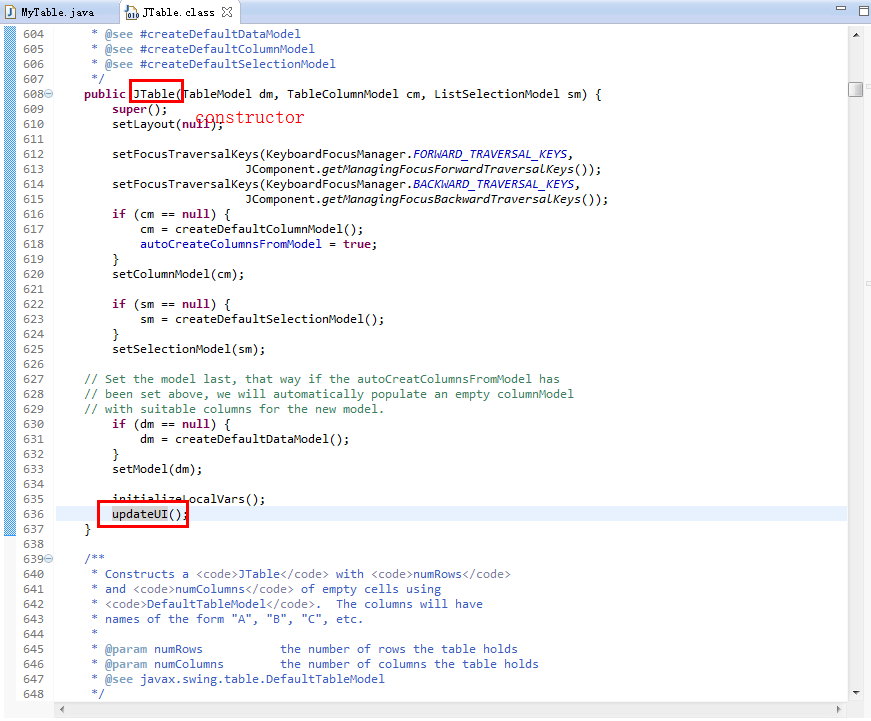 MyTable.java JTable.class
604 * @see #createDefaultDataModel
605 * @see #createDefaultColumnModel
606 * @see #createDefaultSelectionModel
607 */
608 public JTable(TableModel dm, TableColumnModel cm, ListSelectionModel sm) {
609 super();
constructor
610 setLayout(null);
611
612 setFocusTraversalKeys(KeyboardFocusManager.FORWARD_TRAVERSAL_KEYS,
613 JComponent.getManagingFocusForwardTraversalKeys());
614 setFocusTraversalKeys(KeyboardFocusManager.BACKWARD_TRAVERSAL_KEYS,
615 JComponent.getManagingFocusBackwardTraversalKeys());
616 if (cm == null) {
617 cm = createDefaultColumnModel();
618 autoCreateColumnsFromModel = true;
619 }
620 setColumnModel(cm);
621
622 if (sm == null) {
623 sm = createDefaultSelectionModel();
624 }
625 setSelectionModel(sm);
626
627 // Set the model last, that way if the autoCreatColumnsFromModel has
628 // been set above, we will automatically populate an empty columnModel
629 // with suitable columns for the new model.
630 if (dm == null) {
631 dm = createDefaultDataModel();
632 }
633 setModel(dm);
634
635 initializeLocalVars();
636 updateUI();
637 }
638
639 /**
640 * Constructs a <code>JTable</code> with <code>numRows</code>
641 * and <code>numColumns</code> of empty cells using
642 * <code>DefaultTableModel</code>. The columns will have
643 * names of the form "A", "B", "C", etc.
644 *
645 * @param numRows the number of rows the table holds
646 * @param numColumns the number of columns the table holds
647 * @see javax.swing.table.DefaultTableModel
648 */